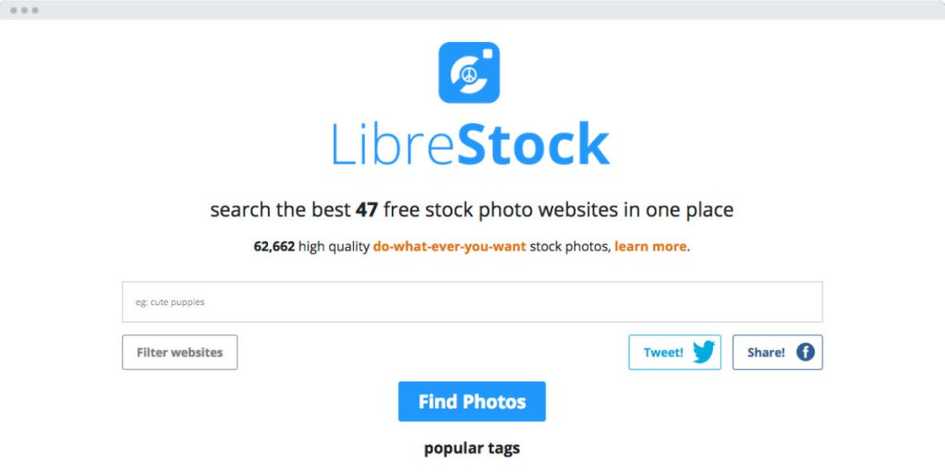 LibreStock
search the best 47 free stock photo websites in one place
62,662 high quality do-what-ever-you-want stock photos, learn more.
eg: cute puppies
Filter websites
Tweet!
Share!
Find Photos
popular tags